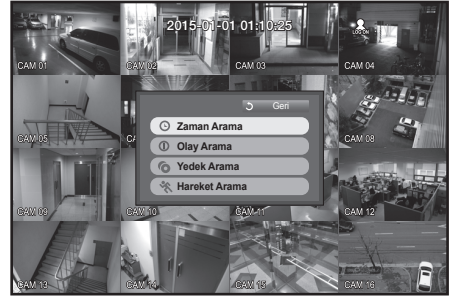 2015-01-01 01:10:25
LOG ON
CAM 01
CAM 02
CAM 03
CAM 04
Geri
Zaman Arama
Olay Arama
Yedek Arama
Hareket Arama
CAM 05
CA
CAM 08
CAM 09
CAM 10
CAM 11
CAM 12
CAM 13
CAM 14
CAM 15
CAM 16